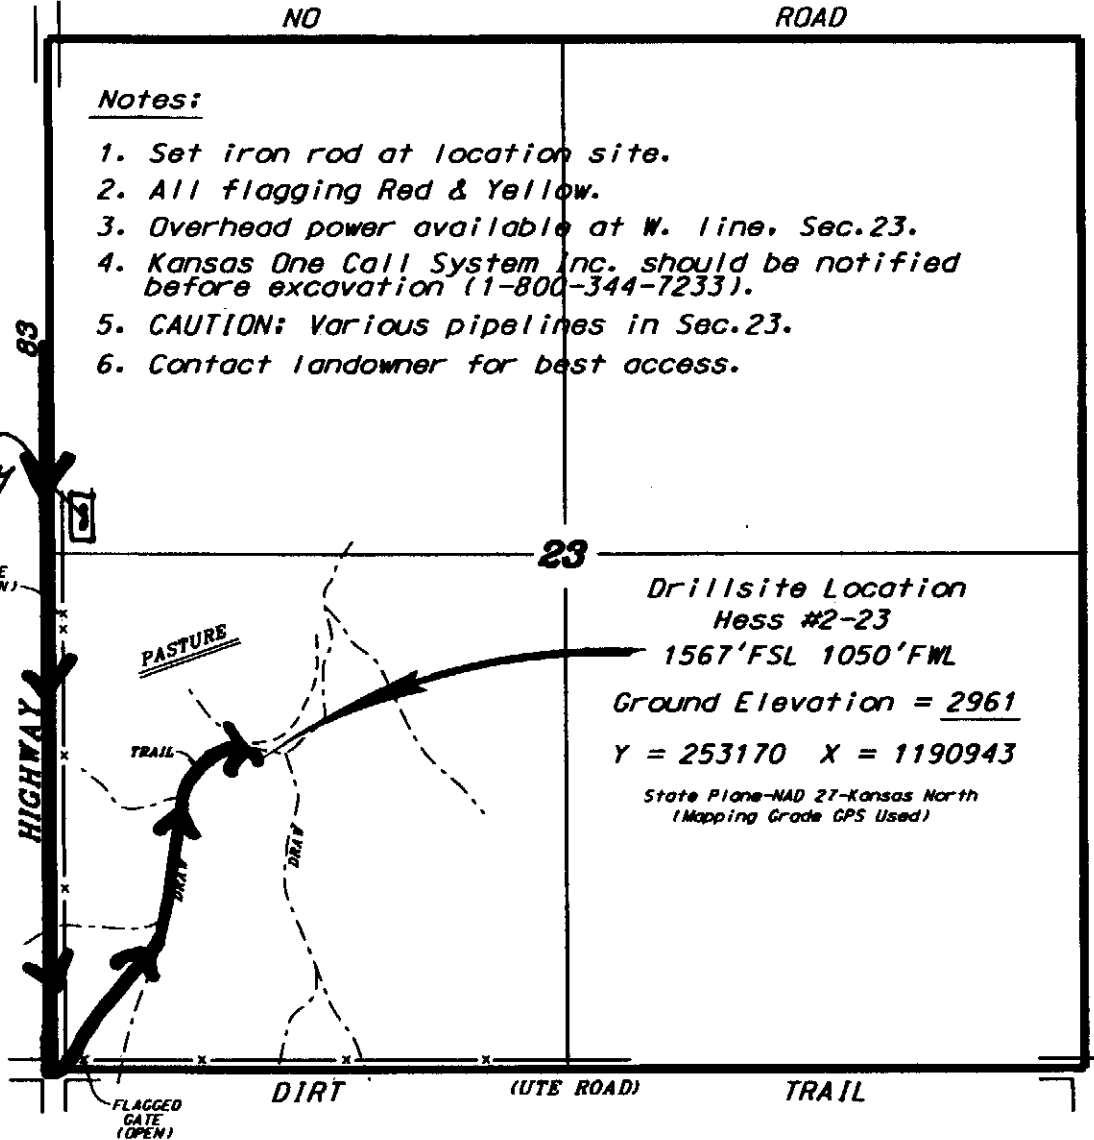 NO ROAD
Notes:
1. Set iron rod at location site.
2. All flagging Red & Yellow.
3. Overhead power available at W. line, Sec.23.
4. Kansas One Call System Inc. should be notified
before excavation (1-800-344-7233).
5. CAUTION: Various pipelines in Sec.23.
6. Contact landowner for best access.
83
23
Drillsite Location
Hess #2-23
1567'FSL 1050'FWL
Ground Elevation = 2961
Y = 253170 X = 1190943
State Plane-NAD 27-Kansas North
(Mapping Grade GPS Used)
PASTURE
TRAIL
HIGHWAY
DRAW
DRAW
DIRT (UTE ROAD) TRAIL
FLAGGED
GATE
(OPEN)